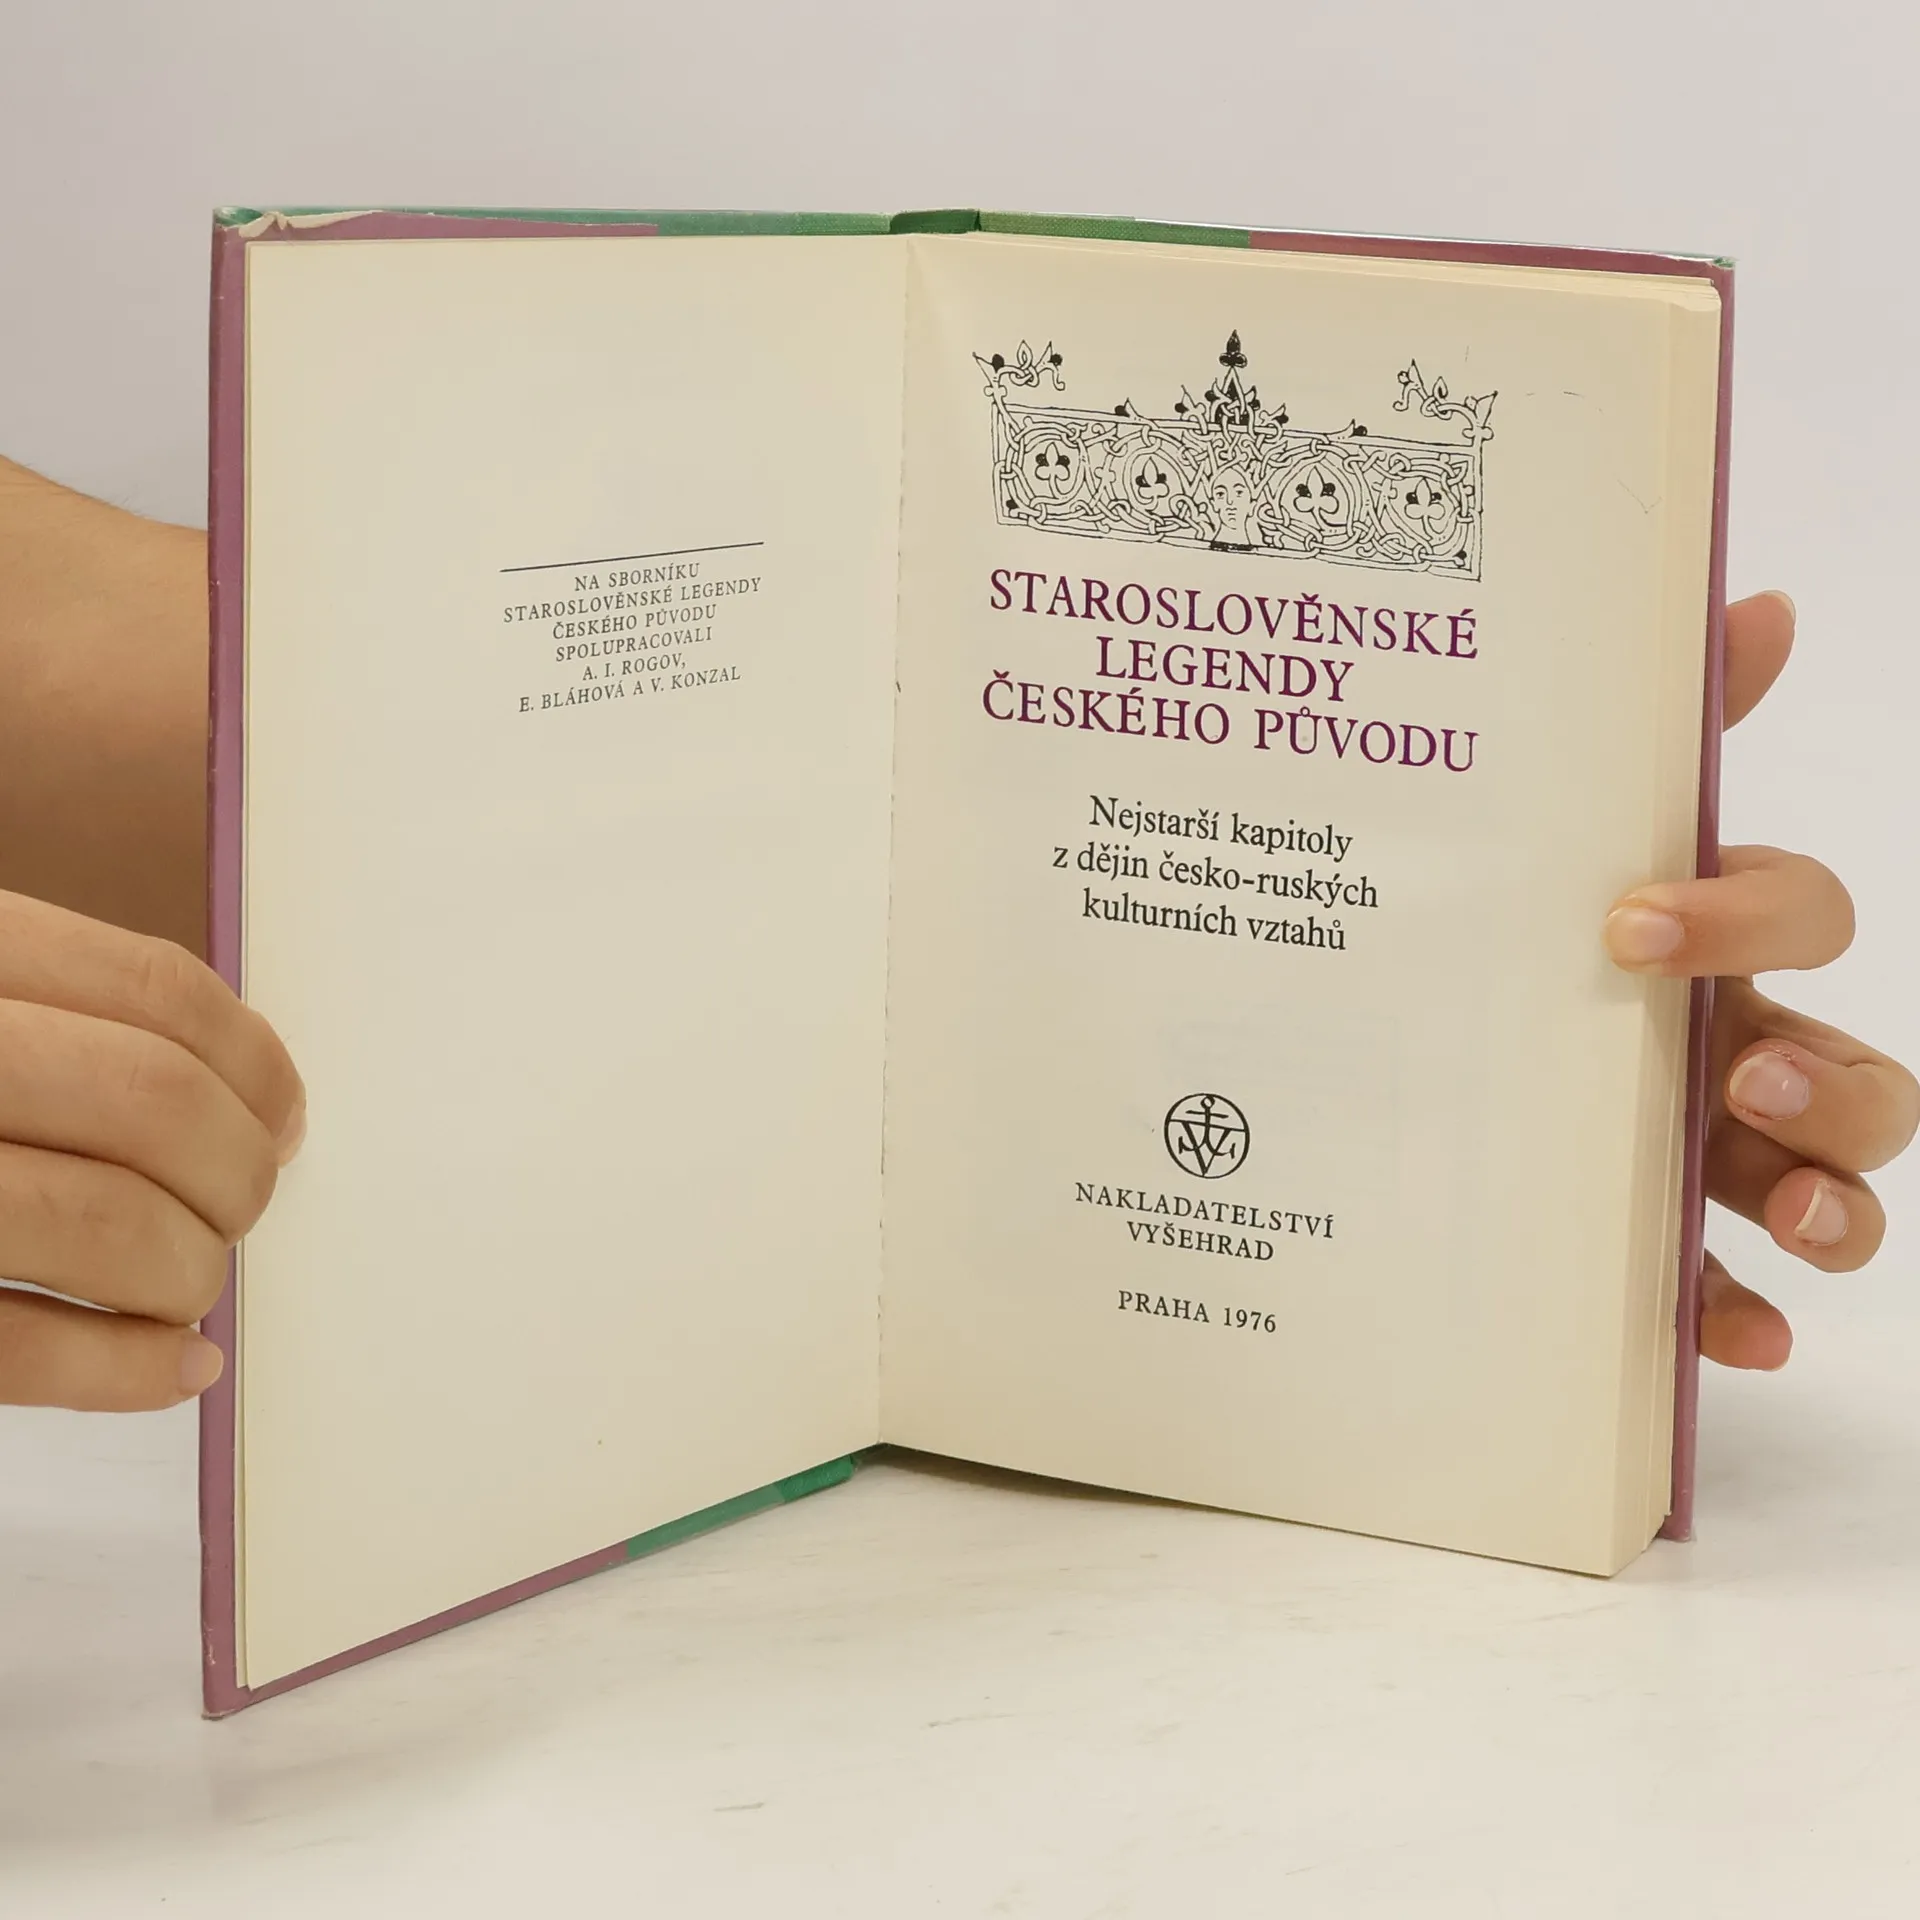 NA SBORNÍKU
STAROSLOVĚNSKÉ LEGENDY
ČESKÉHO PŮVODU
SPOLUPRACOVALI
A. I. ROGOV,
E. BLÁHOVÁ A V. KONZAL
STAROSLOVĚNSKÉ
LEGENDY
ČESKÉHO PŮVODU
Nejstarší kapitoly
z dějin česko-ruských
kulturních vztahů
NAKLADATELSTVÍ
VYŠEHRAD
PRAHA 1976